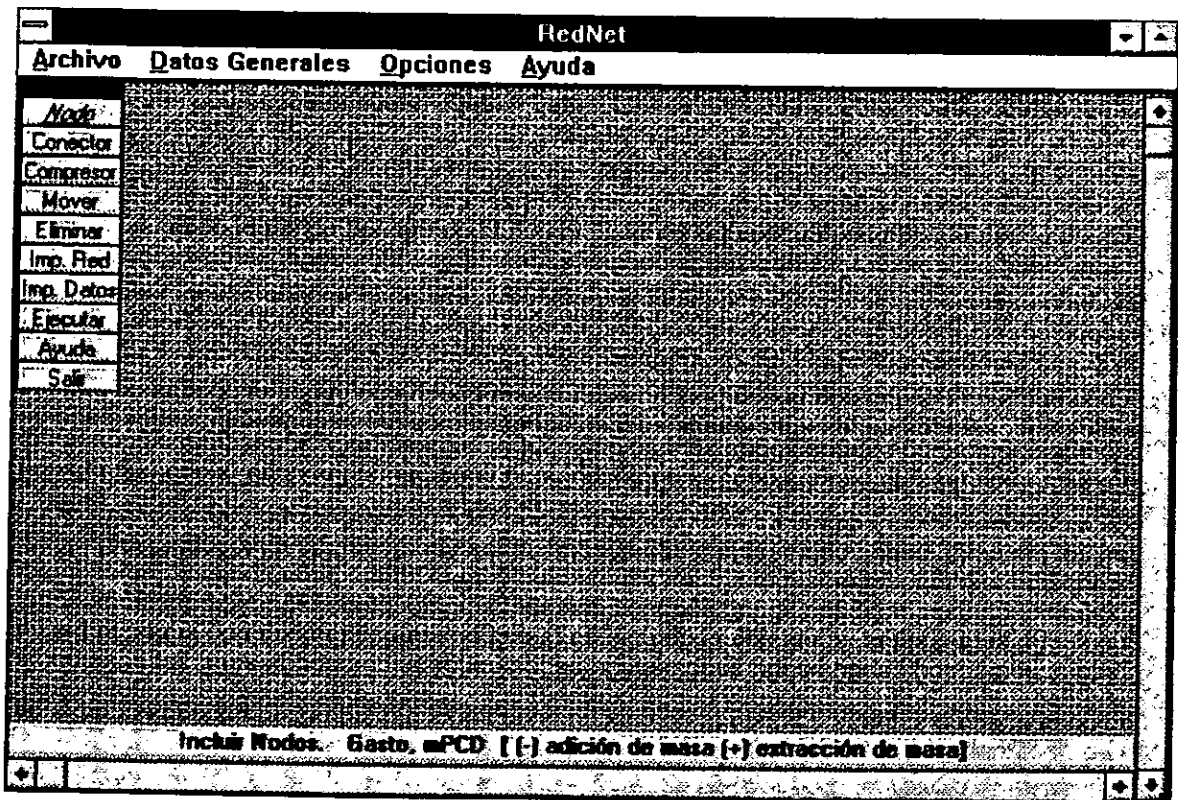 RedNet
Archivo Datos Generales Opciones Ayuda
Nodo
Conector
Compresor
Mover
Eliminar
Imp. Red
Imp. Datos
Ejecutar
Ayuda
Salir
Incluir Nodos. Gasto, mPCD [ (-) adición de masa (+) extracción de masa]